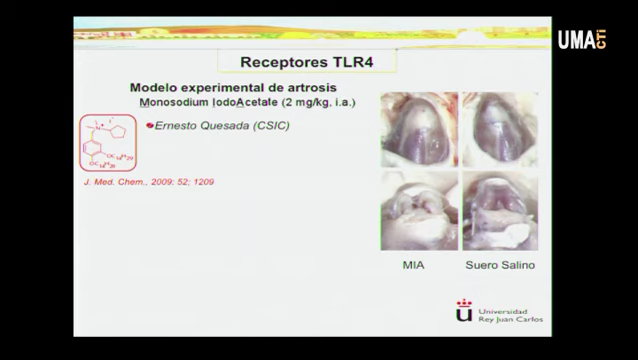 UMA
CTI
Receptores TLR4
Modelo experimental de artrosis
Monosodium IodoAcetate (2 mg/kg, i.a.)
Ernesto Quesada (CSIC)
J. Med. Chem., 2009; 52; 1209
MIA
Suero Salino
Universidad
Rey Juan Carlos